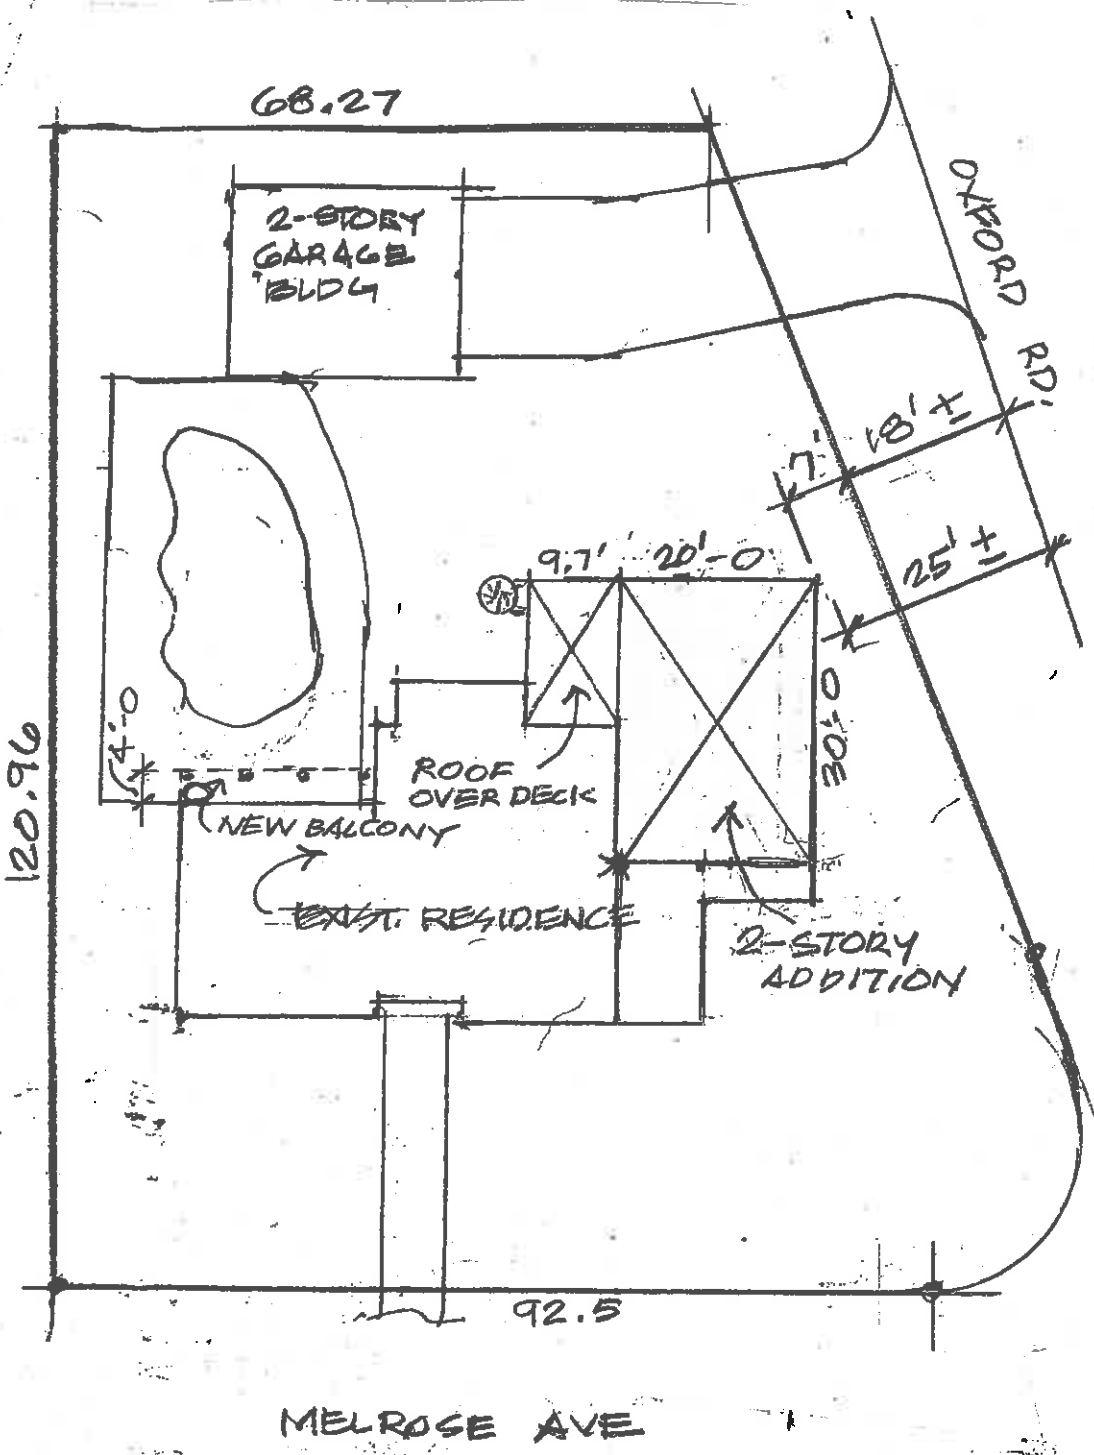 68.27
OXFORD RD.
2-STORY
GARAGE
BLDG
18' ±
7'
25' ±
9.7' 20'-0
30'-0
120.96
4'-0
ROOF
OVER DECK
NEW BALCONY
EXIST. RESIDENCE
2-STORY
ADDITION
92.5
MELROSE AVE